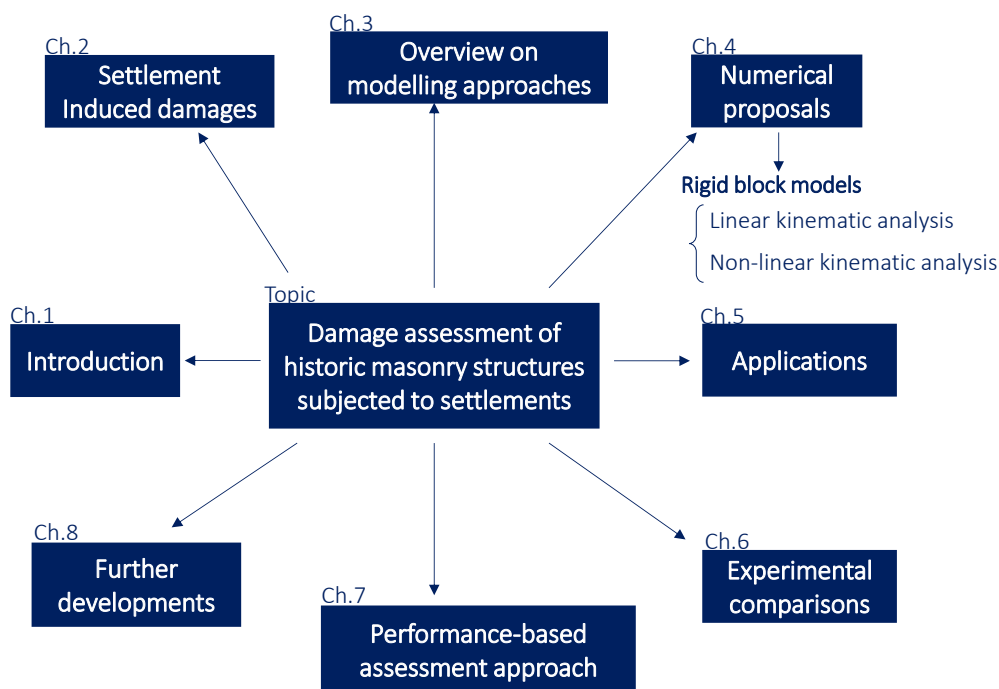 Ch.2
Settlement
Induced damages
Ch.3
Overview on
modelling approaches
Ch.4
Numerical
proposals
Rigid block models
Linear kinematic analysis
Non-linear kinematic analysis
Ch.1
Introduction
Topic
Damage assessment of
historic masonry structures
subjected to settlements
Ch.5
Applications
Ch.8
Further
developments
Ch.7
Performance-based
assessment approach
Ch.6
Experimental
comparisons